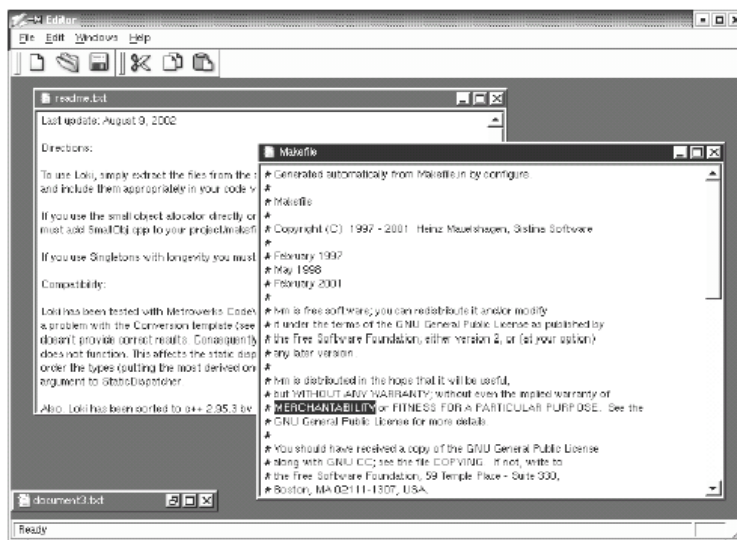 Editor
File Edit Windows Help
readme.txt
Last update: August 9, 2002
Directions:
To use Loki, simply extract the files from the
and include them appropriately in your code
If you use the small object allocator directly or
must add SmallObj.cpp to your project/makefi
If you use Singletons with longevity you must
Compatibility:
Loki has been tested with Metrowerks Code
a problem with the Conversion template (see
doesn't provide correct results. Consequently
does not function. This affects the static disp
order the types (putting the most derived on
argument to StaticDispatcher
Also, Loki has been ported to g++ 2.95.3 by
Makefile
# Generated automatically from Makefile.in by configure.
#
# Makefile
#
# Copyright (C) 1997 - 2001 Heinz Mauelshagen, Sistina Software
#
# February 1997
# May 1998
# February 2001
#
# lvm is free software; you can redistribute it and/or modify
# it under the terms of the GNU General Public License as published by
# the Free Software Foundation, either version 2, or (at your option)
# any later version
#
# lvm is distributed in the hope that it will be useful,
# but WITHOUT ANY WARRANTY; without even the implied warranty of
# MERCHANTABILITY or FITNESS FOR A PARTICULAR PURPOSE. See the
# GNU General Public License for more details
#
# You should have received a copy of the GNU General Public License
# along with GNU CC; see the file COPYING. If not, write to
# the Free Software Foundation, 59 Temple Place - Suite 330,
# Boston, MA 02111-1307, USA.
document3.txt
Ready